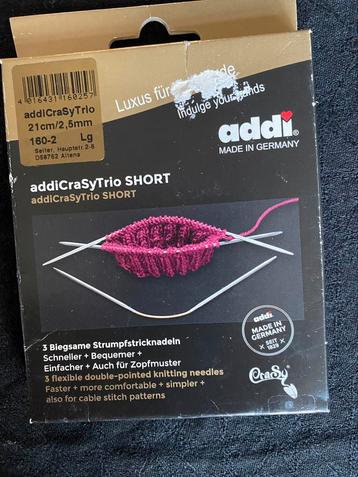 4 016431 160257
addiCraSyTrio
21cm/2,5mm
160-2 Lg
Selter, Hauptstr. 2-8
D58762 Altena
Luxus für
Indulge your hands
addi
MADE IN GERMANY
addiCraSyTrio SHORT
addiCraSyTrio SHORT
3 Biegsame Strumpfstricknadeln
Schneller + Bequemer +
Einfacher + Auch für Zopfmuster
3 flexible double-pointed knitting needles
Faster + more comfortable + simpler +
also for cable stitch patterns
addi
MADE IN
GERMANY
SEIT
1829
CraSy